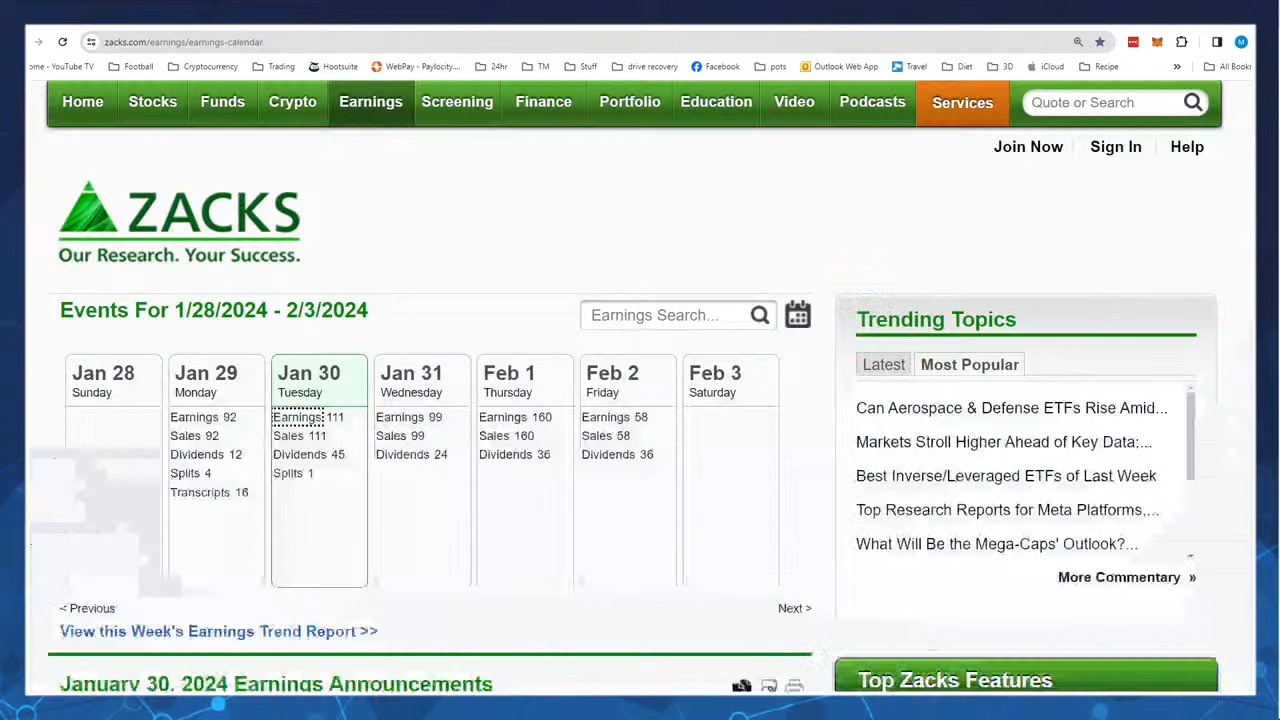 zacks.com/earnings/earnings-calendar
ome - YouTube TV Football Cryptocurrency Trading Hootsuite WebPay - Paylocity.... 24hr TM Stuff drive recovery Facebook pots Outlook Web App Travel Diet 3D iCloud Recipe » All Book
Home Stocks Funds Crypto Earnings Screening Finance Portfolio Education Video Podcasts Services Quote or Search
Join Now Sign In Help
ZACKS
Our Research. Your Success.
Events For 1/28/2024 - 2/3/2024
Earnings Search...
Jan 28
Sunday
Jan 29
Monday
Earnings 92
Sales 92
Dividends 12
Splits 4
Transcripts 16
Jan 30
Tuesday
Earnings 111
Sales 111
Dividends 45
Splits 1
Jan 31
Wednesday
Earnings 99
Sales 99
Dividends 24
Feb 1
Thursday
Earnings 160
Sales 160
Dividends 36
Feb 2
Friday
Earnings 58
Sales 58
Dividends 36
Feb 3
Saturday
< Previous
Next >
View this Week's Earnings Trend Report >>
January 30, 2024 Earnings Announcements
Trending Topics
Latest Most Popular
Can Aerospace & Defense ETFs Rise Amid...
Markets Stroll Higher Ahead of Key Data;...
Best Inverse/Leveraged ETFs of Last Week
Top Research Reports for Meta Platforms,...
What Will Be the Mega-Caps' Outlook?...
More Commentary »
Top Zacks Features